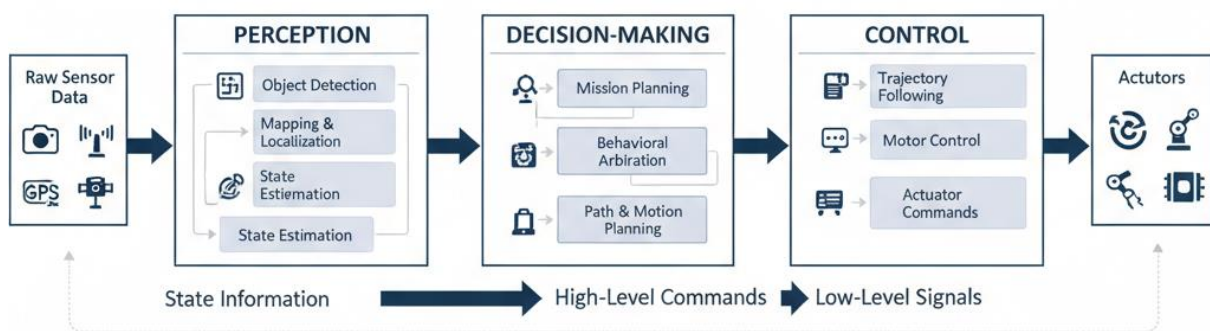 Raw Sensor
Data
GPS
PERCEPTION
Object Detection
Mapping &
Localization
State
Estimation
State Estimation
DECISION-MAKING
Mission Planning
Behavioral
Arbiration
Path & Motion
Planning
CONTROL
Trajectory
Following
Motor Control
Actuator
Commands
Actutors
State Information
High-Level Commands
Low-Level Signals